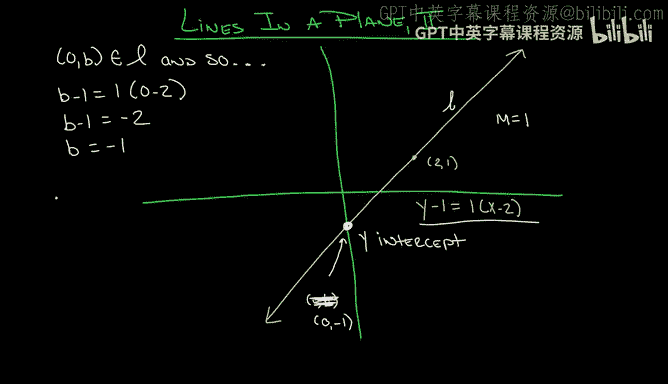 LINES IN A PLANE, II
GPT中英字幕课程资源@bilibili.com
GPT中英字幕课程资源 bilibili
(0,b) ∈ l AND SO...
b-1 = 1(0-2)
b-1 = -2
b = -1
l
M=1
(2,1)
Y-1=1(X-2)
Y INTERCEPT
(0,-1)